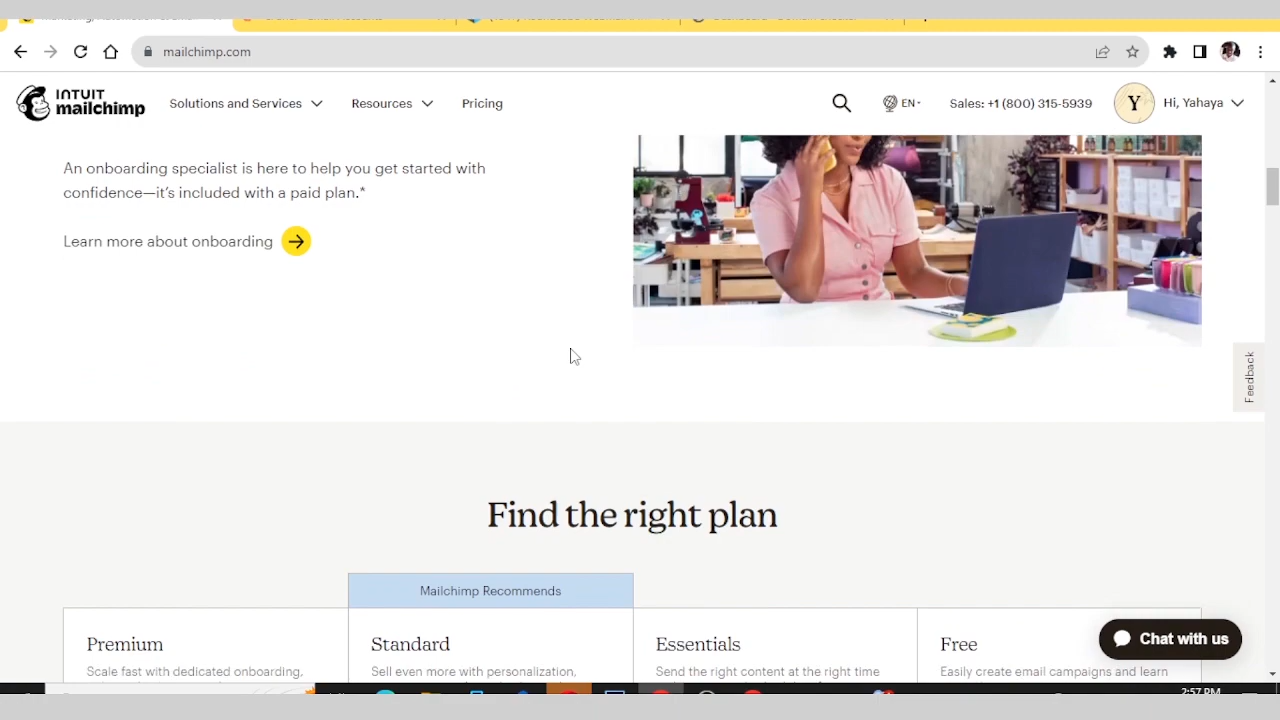 mailchimp.com
INTUIT
mailchimp
Solutions and Services
Resources
Pricing
EN
Sales: +1 (800) 315-5939
Y
Hi, Yahaya
An onboarding specialist is here to help you get started with
confidence—it's included with a paid plan.*
Learn more about onboarding
Feedback
Find the right plan
Mailchimp Recommends
Premium
Standard
Essentials
Free
Scale fast with dedicated onboarding,
Sell even more with personalization,
Send the right content at the right time
Easily create email campaigns and learn
Chat with us
2:57 PM